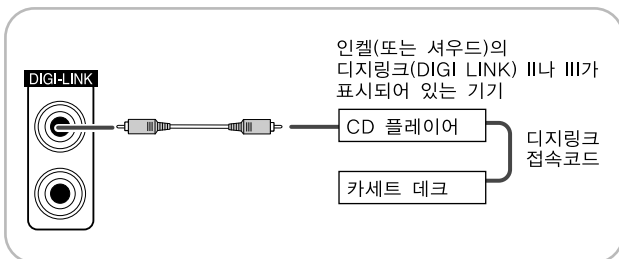 인켈(또는 셔우드)의
디지링크(DIGI LINK) II나 III가
표시되어 있는 기기
DIGI-LINK
CD 플레이어
디지링크
접속코드
카세트 데크